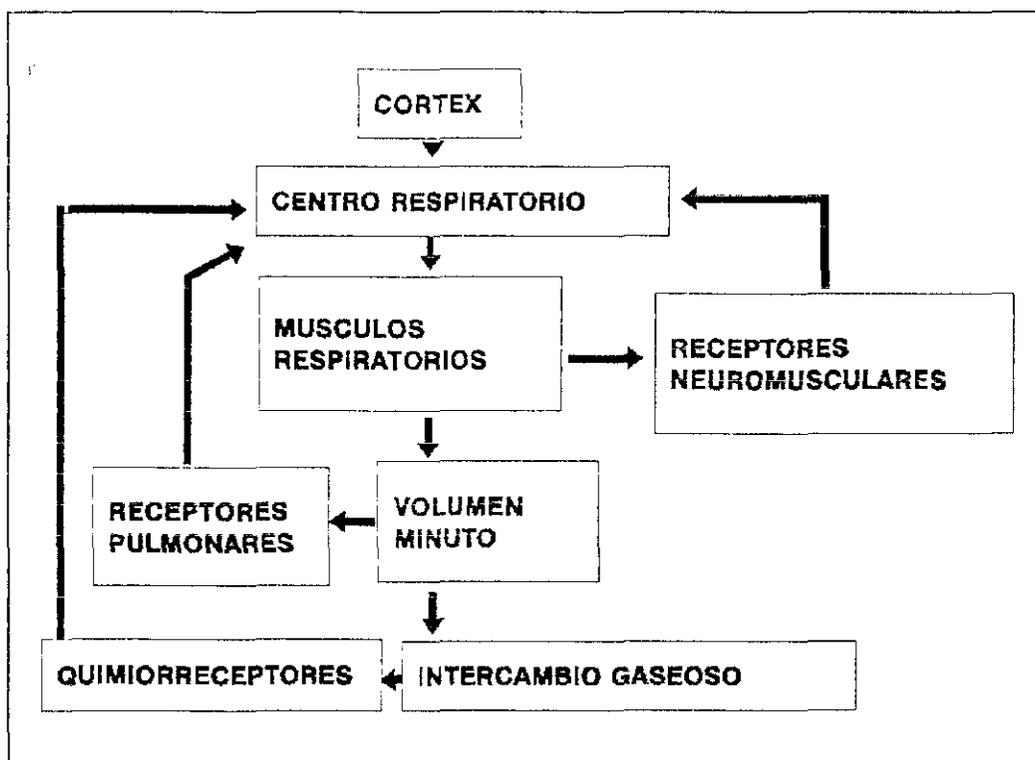 CORTEX
CENTRO RESPIRATORIO
MUSCULOS
RESPIRATORIOS
RECEPTORES
NEUROMUSCULARES
RECEPTORES
PULMONARES
VOLUMEN
MINUTO
QUIMIORRECEPTORES
INTERCAMBIO GASEOSO